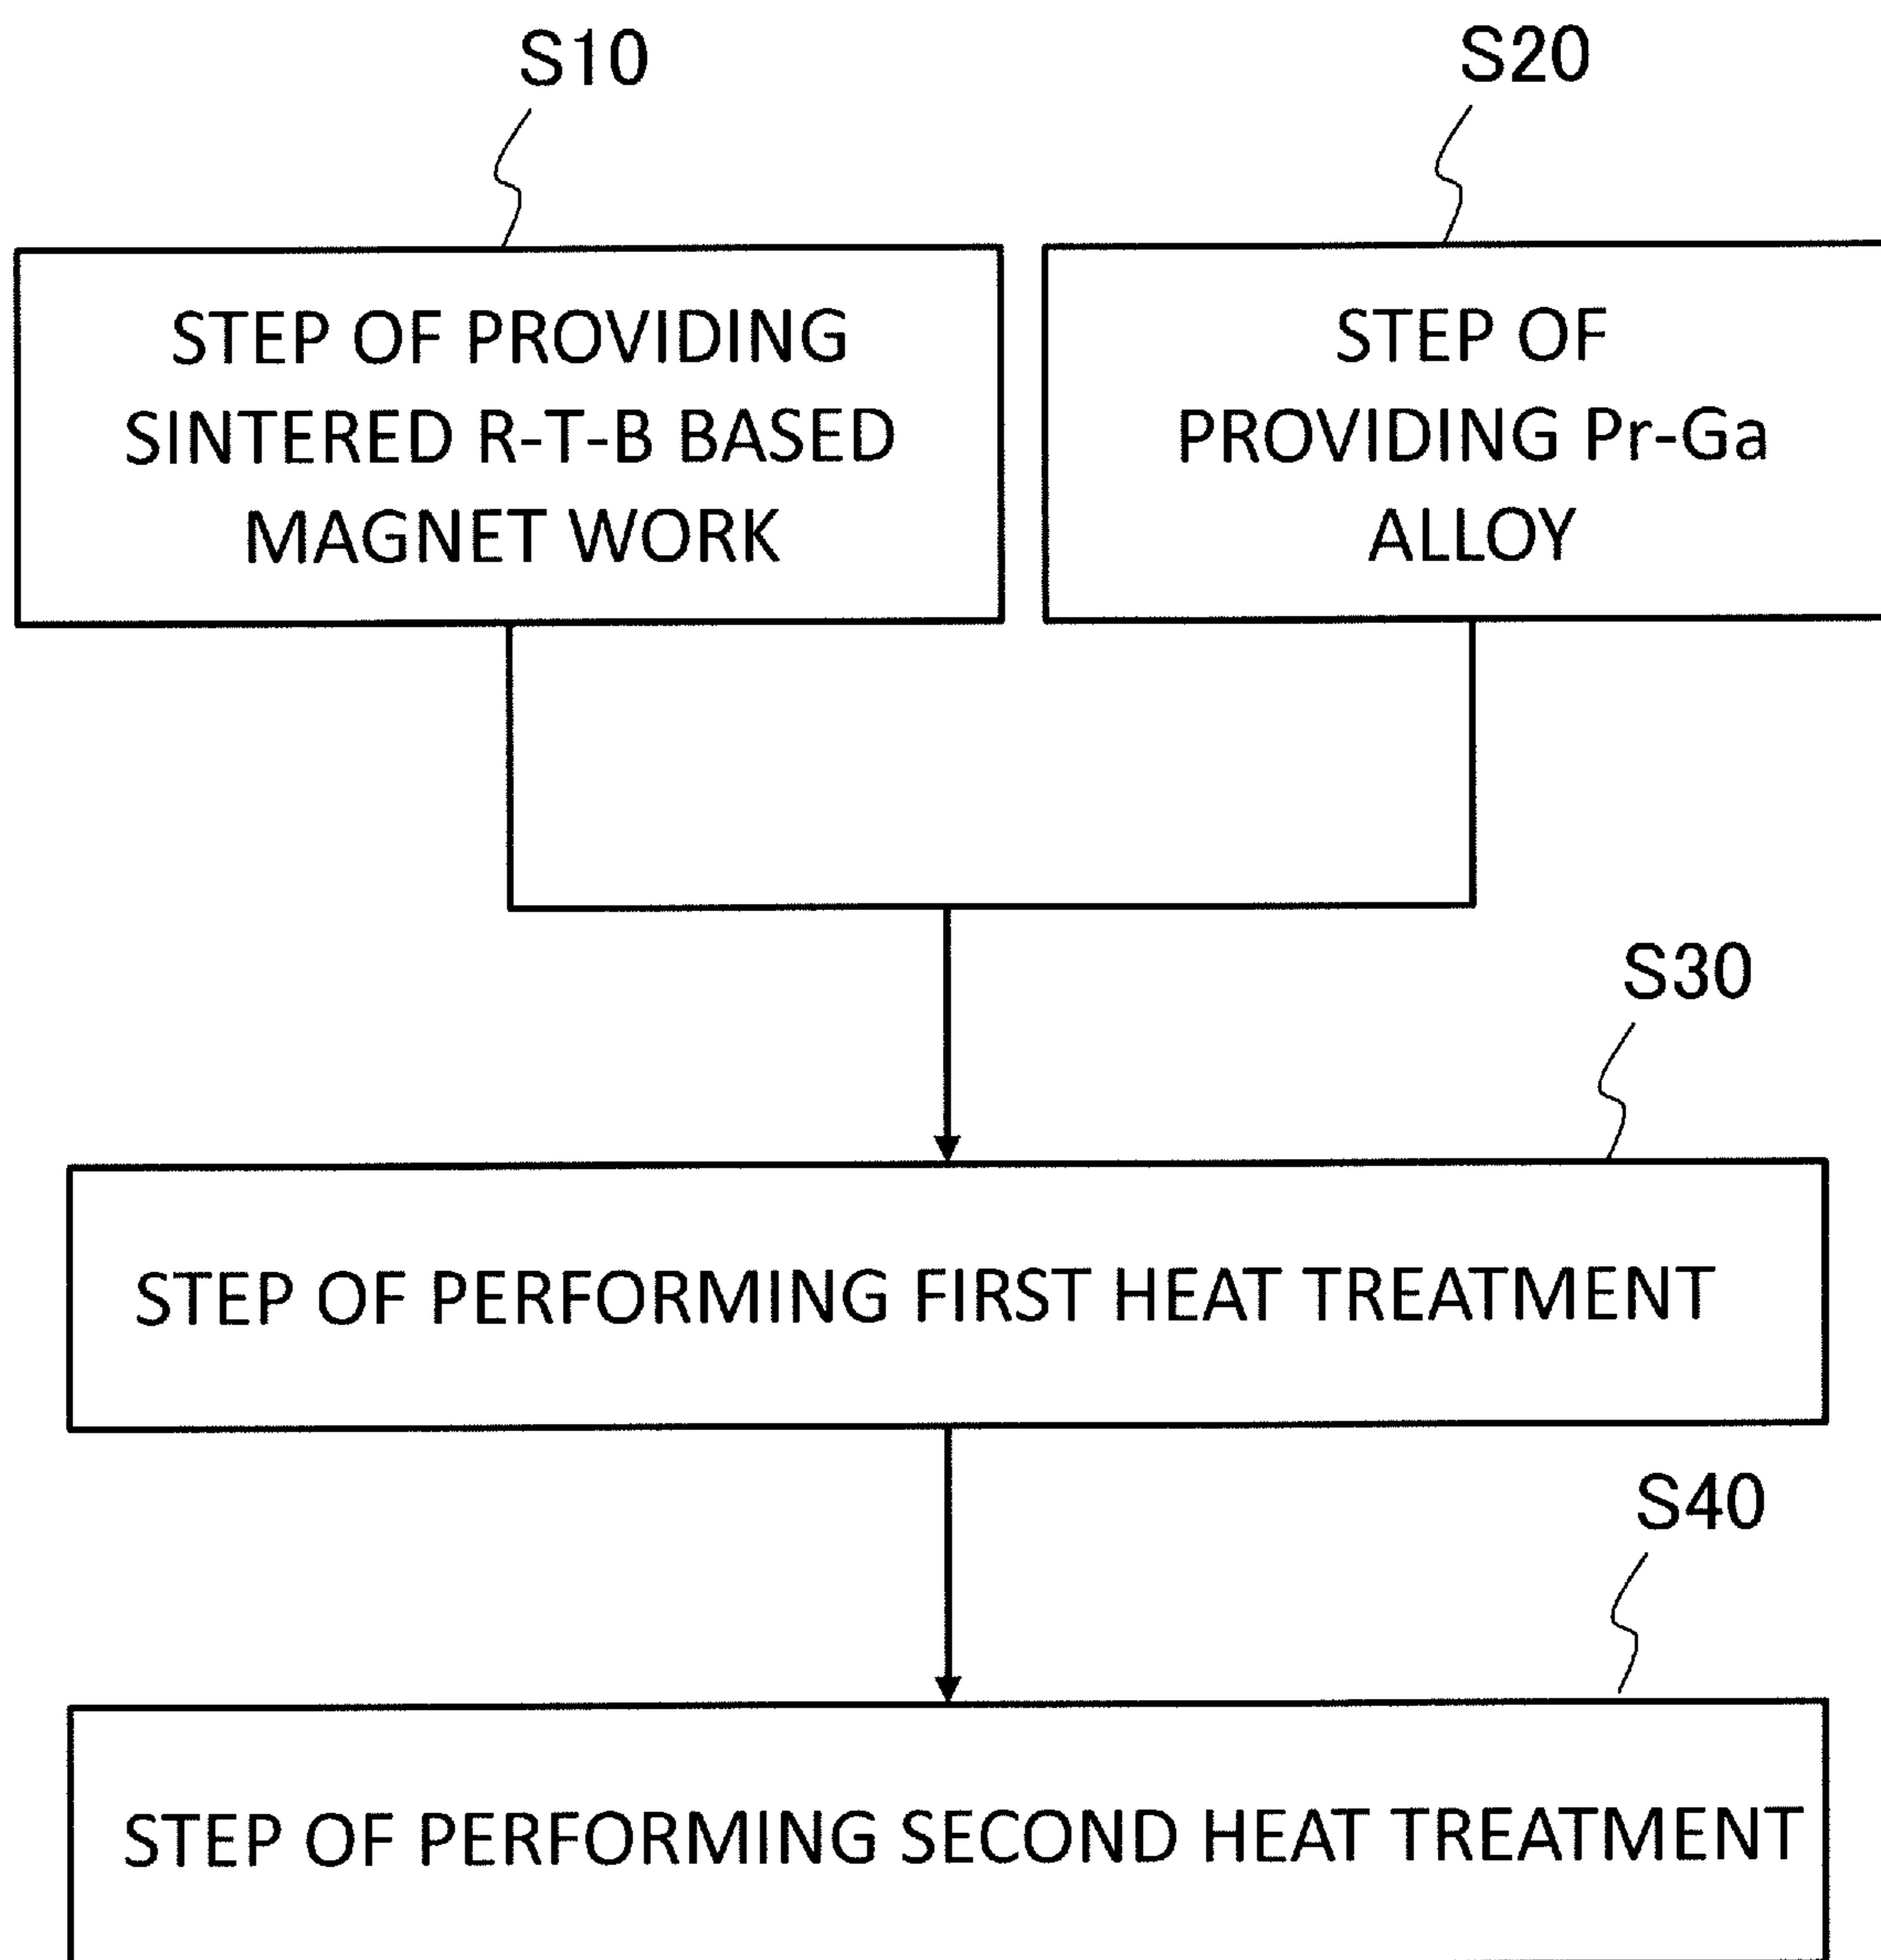 S10
S20
STEP OF PROVIDING
SINTERED R-T-B BASED
MAGNET WORK
STEP OF
PROVIDING Pr-Ga
ALLOY
S30
STEP OF PERFORMING FIRST HEAT TREATMENT
S40
STEP OF PERFORMING SECOND HEAT TREATMENT